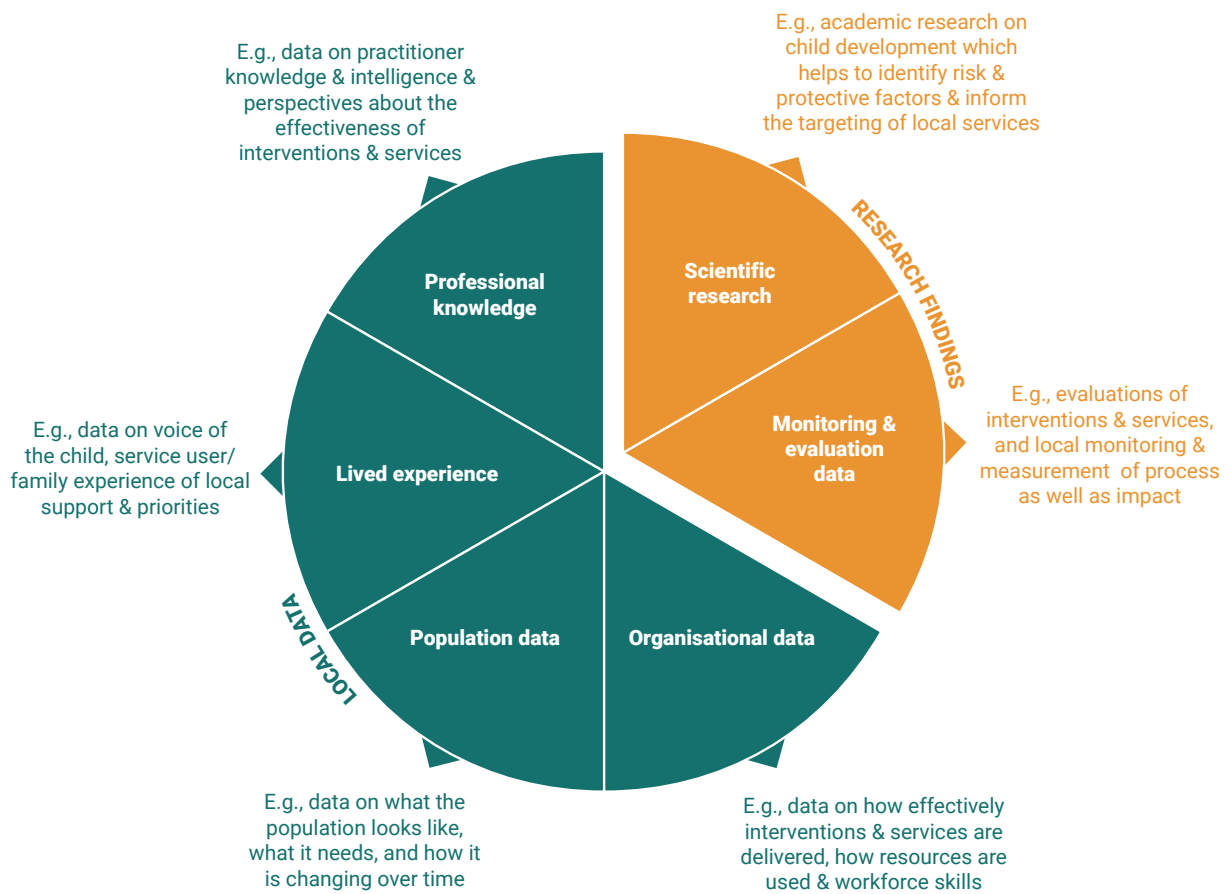 E.g., data on practitioner
knowledge & intelligence &
perspectives about the
effectiveness of
interventions & services
E.g., academic research on
child development which
helps to identify risk &
protective factors & inform
the targeting of local services
RESEARCH FINDINGS
Professional
knowledge
Scientific
research
E.g., data on voice of
the child, service user/
family experience of local
support & priorities
Lived experience
Monitoring &
evaluation
data
E.g., evaluations of
interventions & services,
and local monitoring &
measurement of process
as well as impact
LOCAL DATA
Population data
Organisational data
E.g., data on what the
population looks like,
what it needs, and how it
is changing over time
E.g., data on how effectively
interventions & services are
delivered, how resources are
used & workforce skills